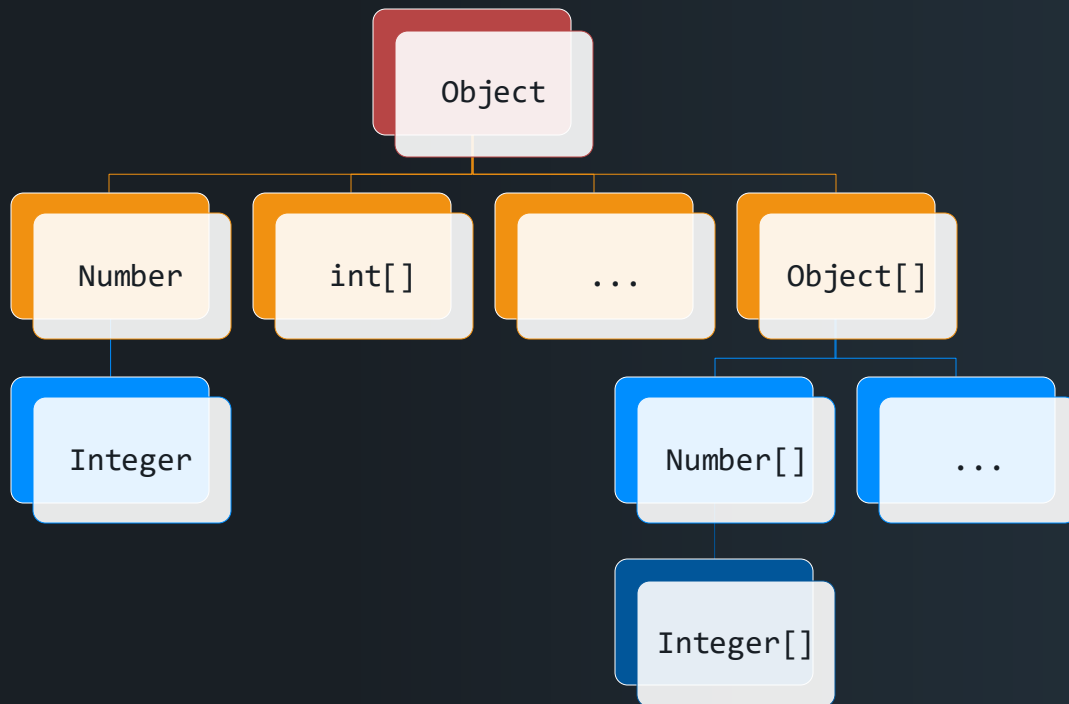 Object
Number
int[]
...
Object[]
Integer
Number[]
...
Integer[]